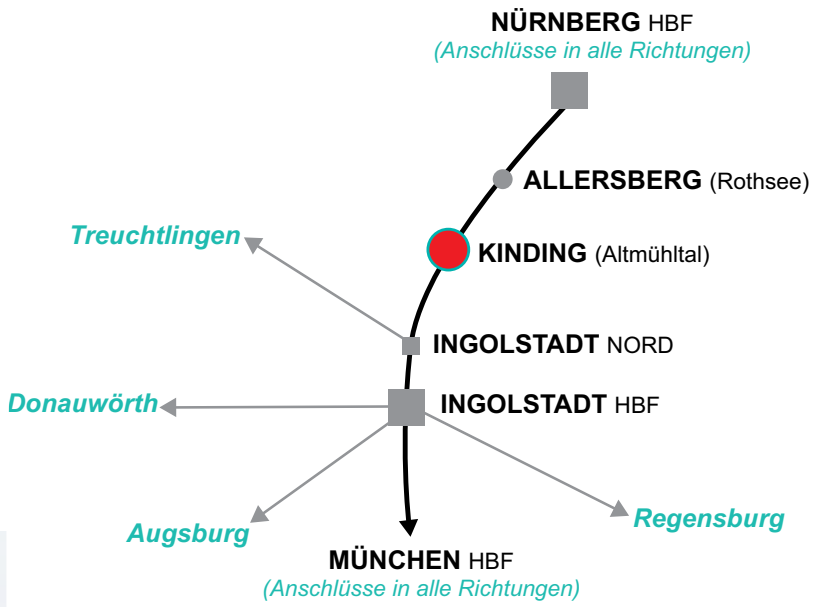 NÜRNBERG HBF
(Anschlüsse in alle Richtungen)
ALLERSBERG (Rothsee)
Treuchtlingen
KINDING (Altmühltal)
INGOLSTADT NORD
Donauwörth
INGOLSTADT HBF
Augsburg
Regensburg
MÜNCHEN HBF
(Anschlüsse in alle Richtungen)